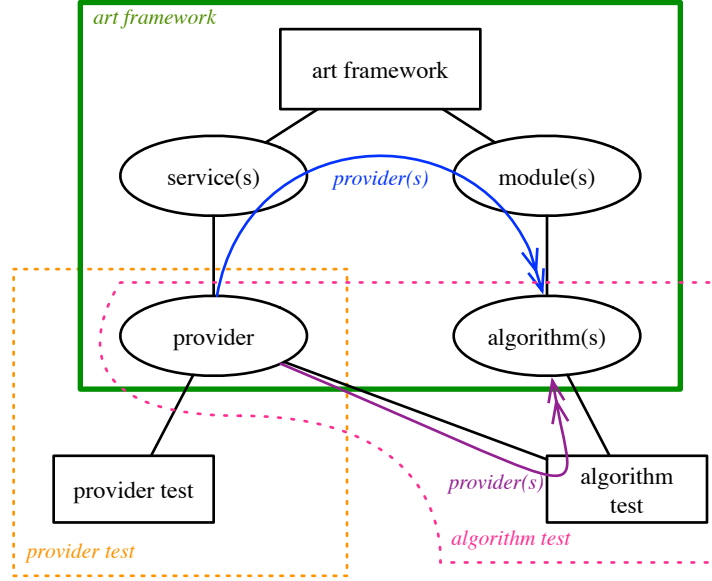 art framework
art framework
service(s)
provider(s)
module(s)
provider
algorithm(s)
provider test
provider(s)
algorithm
test
provider test
algorithm test